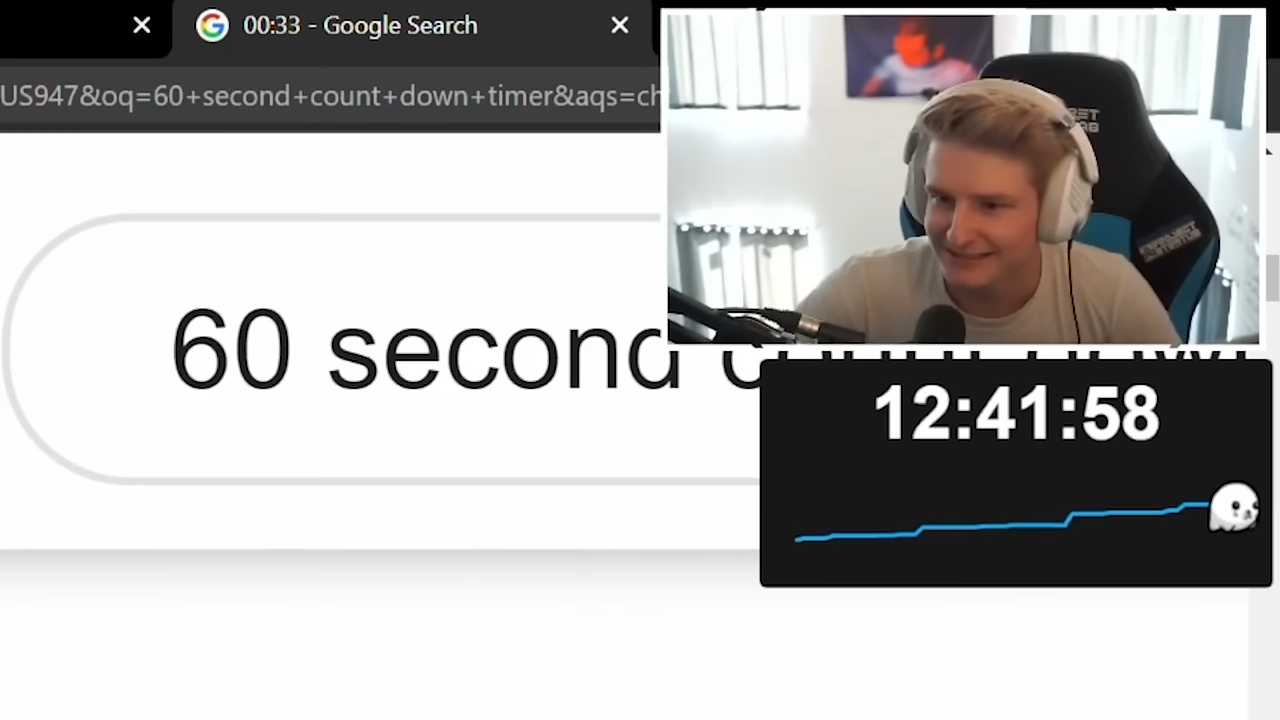 00:33 - Google Search
US947&oq=60+second+count+down+timer&aqs=ch
60 second
12:41:58